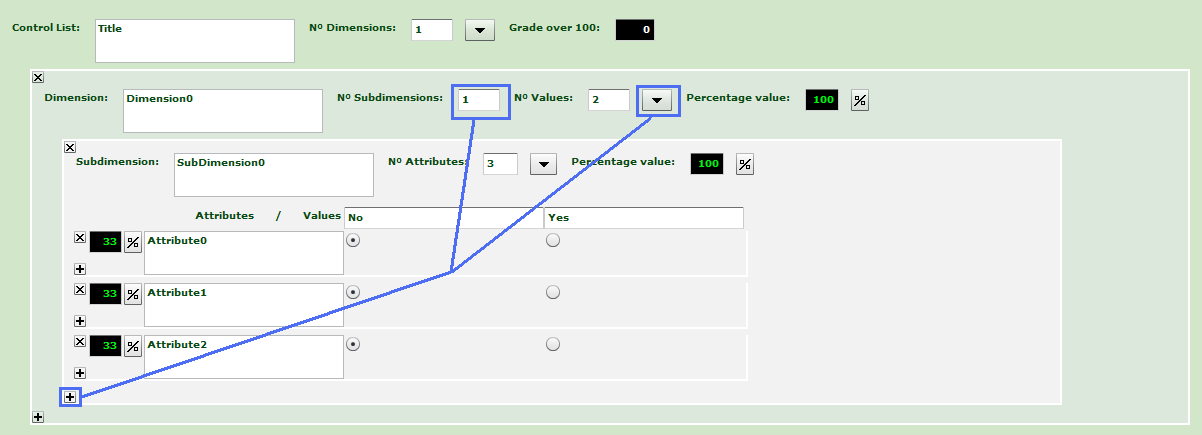 Control List: Title Nº Dimensions: 1 Grade over 100: 0
Dimension: Dimension0 Nº Subdimensions: 1 Nº Values: 2 Percentage value: 100 %
Subdimension: SubDimension0 Nº Attributes: 3 Percentage value: 100 %
Attributes / Values No Yes
33 % Attribute0
33 % Attribute1
33 % Attribute2